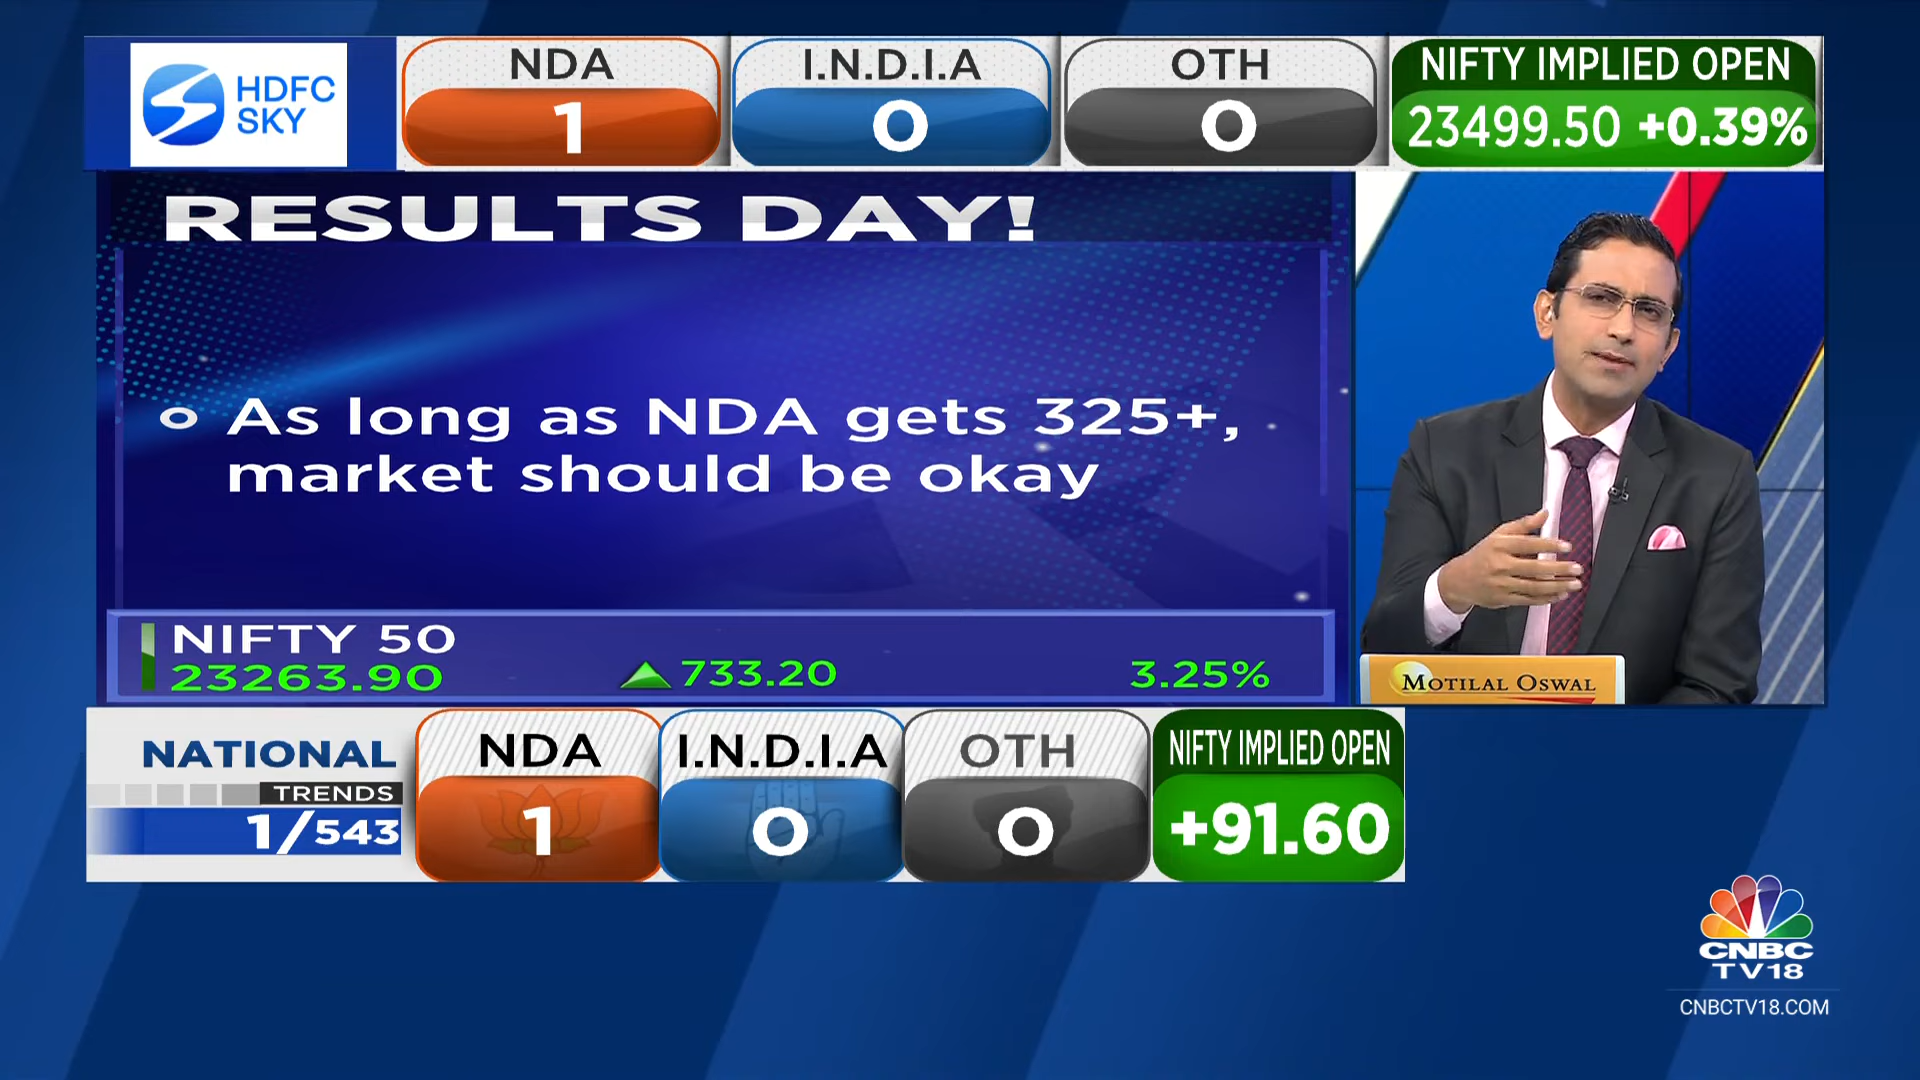 HDFC
SKY
NDA
1
I.N.D.I.A
0
OTH
0
NIFTY IMPLIED OPEN
23499.50 +0.39%
RESULTS DAY!
As long as NDA gets 325+,
market should be okay
NIFTY 50
23263.90 733.20 3.25%
MOTILAL OSWAL
NATIONAL
TRENDS
1/543
NDA
1
I.N.D.I.A
0
OTH
0
NIFTY IMPLIED OPEN
+91.60
CNBC
TV18
CNBCTV18.COM